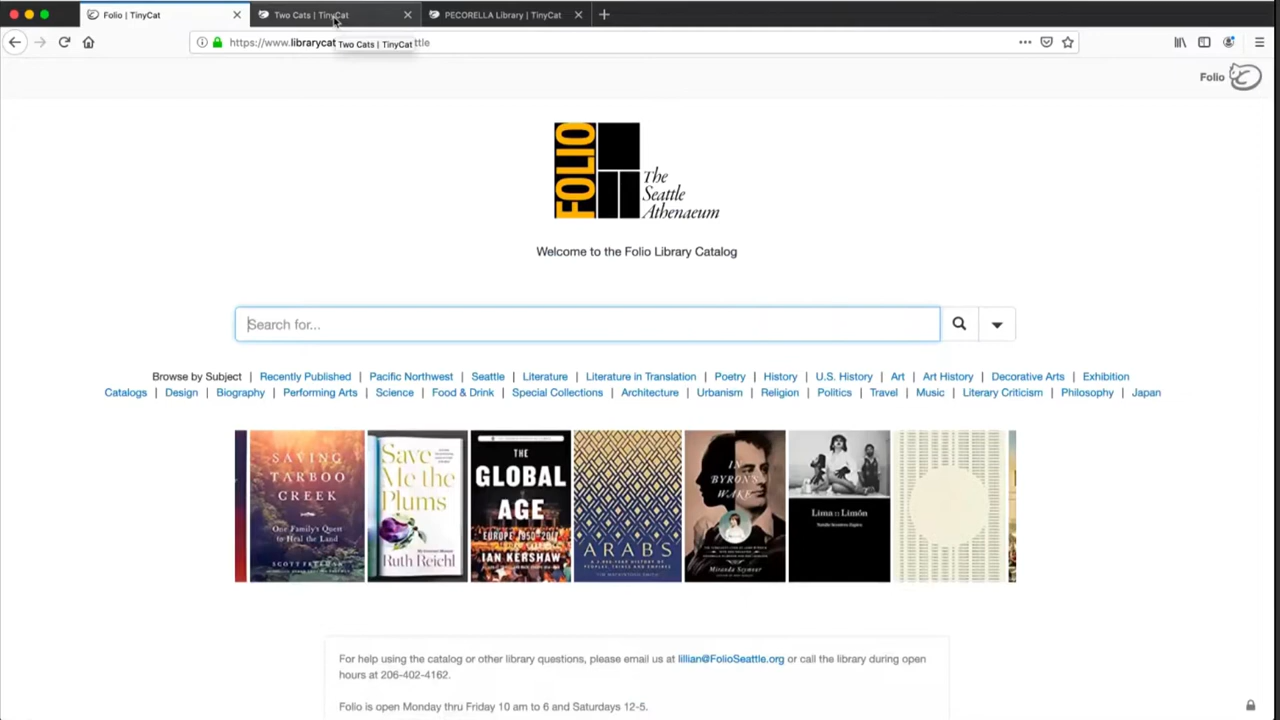 Folio | TinyCat
Two Cats | TinyCat
PECORELLA Library | TinyCat
https://www.librarycat
Two Cats | TinyCat
ttle
Folio
FOLIO
The
Seattle
Athenaeum
Welcome to the Folio Library Catalog
Search for...
Browse by Subject | Recently Published | Pacific Northwest | Seattle | Literature | Literature in Translation | Poetry | History | U.S. History | Art | Art History | Decorative Arts | Exhibition
Catalogs | Design | Biography | Performing Arts | Science | Food & Drink | Special Collections | Architecture | Urbanism | Religion | Politics | Travel | Music | Literary Criticism | Philosophy | Japan
CREEK
One Family's Quest
to Heal the Land
Save
Me the
Plums
Ruth Reichl
THE
GLOBAL
AGE
EUROPE 1950-2017
IAN KERSHAW
ARABS
IN
BYRON'S
WAKE
Miranda Seymour
Lima :: Limón
For help using the catalog or other library questions, please email us at lillian@FolioSeattle.org or call the library during open
hours at 206-402-4162.
Folio is open Monday thru Friday 10 am to 6 and Saturdays 12-5.